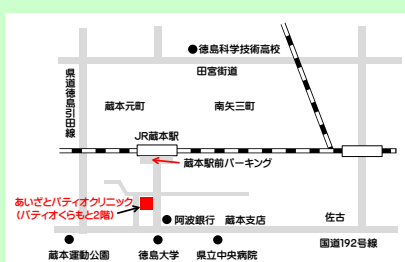 徳島科学技術高校
田宮街道
県道徳島引田線
蔵本元町
南矢三町
JR蔵本駅
蔵本駅前パーキング
あいざとパティオクリニック
(パティオくらもと2階)
阿波銀行 蔵本支店
佐古
国道192号線
蔵本運動公園
徳島大学
県立中央病院